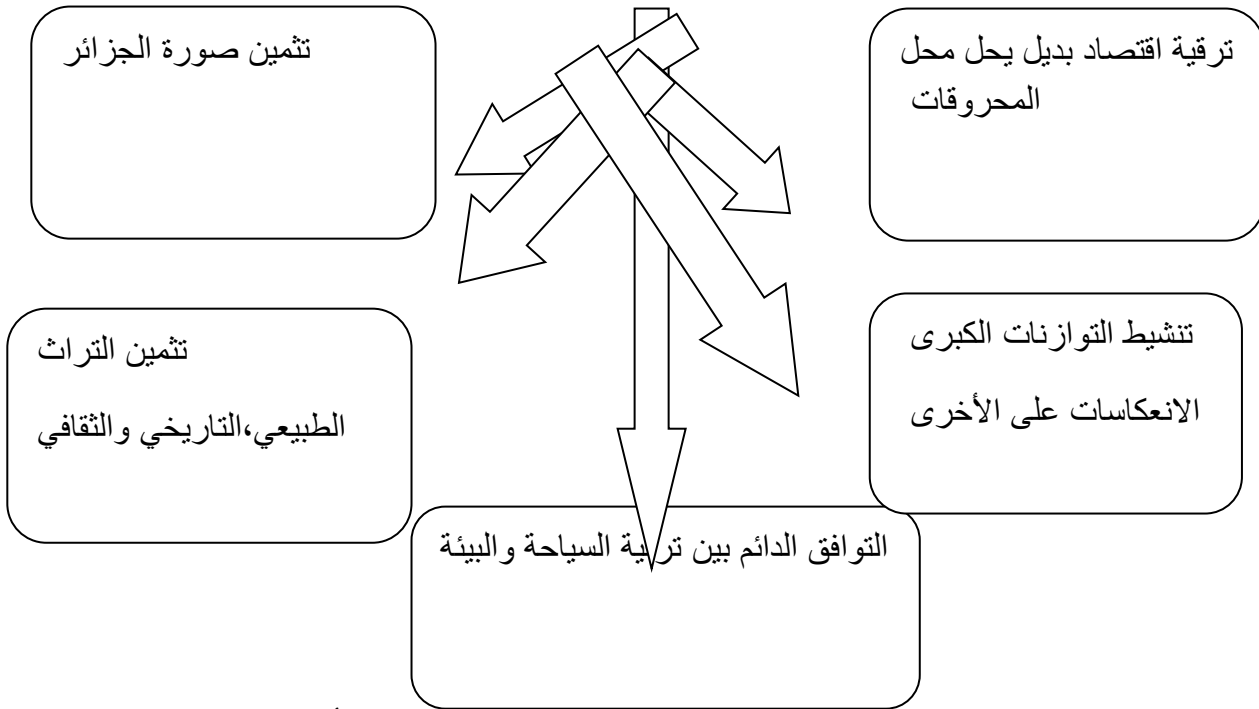 ترقية اقتصاد بديل يحل محل
المحروقات
تثمين صورة الجزائر
تنشيط التوازنات الكبرى
الانعكاسات على الأخرى
تثمين التراث
الطبيعي،التاريخي والثقافي
التوافق الدائم بين ترقية السياحة والبيئة